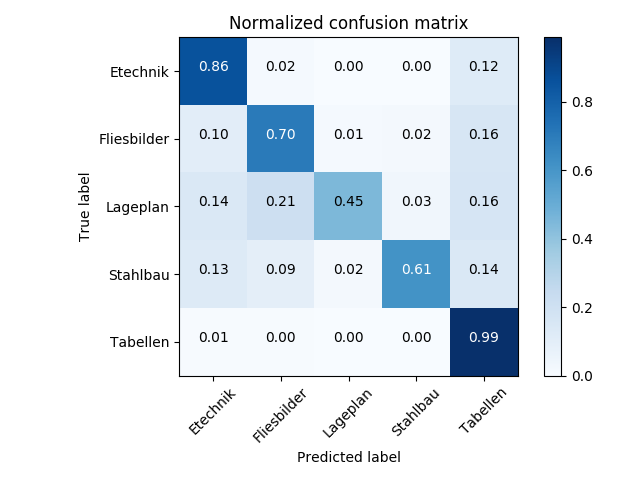 Normalized confusion matrix
Etechnik 0.86 0.02 0.00 0.00 0.12
Fliesbilder 0.10 0.70 0.01 0.02 0.16
Lageplan 0.14 0.21 0.45 0.03 0.16
Stahlbau 0.13 0.09 0.02 0.61 0.14
Tabellen 0.01 0.00 0.00 0.00 0.99
True label
Etechnik Fliesbilder Lageplan Stahlbau Tabellen
Predicted label
0.8
0.6
0.4
0.2
0.0